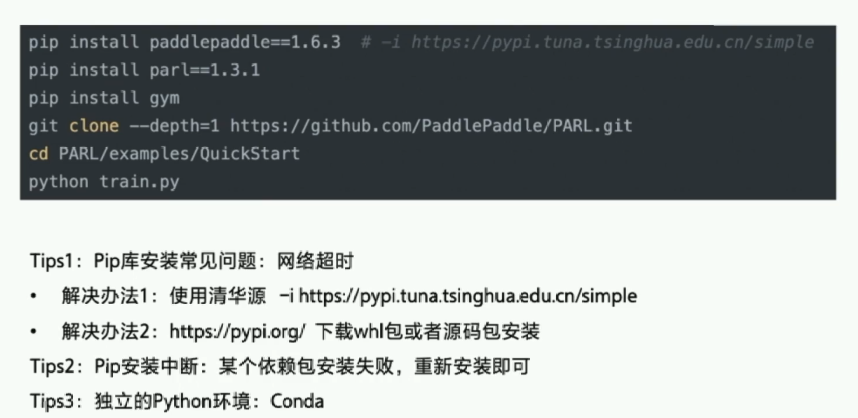 pip install paddlepaddle==1.6.3  # -i https://pypi.tuna.tsinghua.edu.cn/simple
pip install parl==1.3.1
pip install gym
git clone --depth=1 https://github.com/PaddlePaddle/PARL.git
cd PARL/examples/QuickStart
python train.py
Tips1：Pip库安装常见问题：网络超时
• 解决办法1：使用清华源 -i https://pypi.tuna.tsinghua.edu.cn/simple
• 解决办法2：https://pypi.org/ 下载whl包或者源码包安装
Tips2：Pip安装中断：某个依赖包安装失败，重新安装即可
Tips3：独立的Python环境：Conda